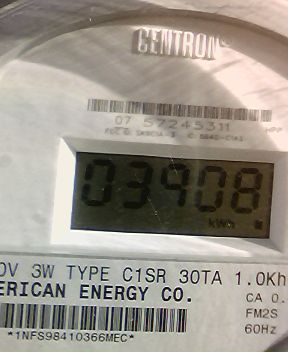 CENTRON
07 57245311
03908
kWh
0V 3W TYPE C1SR 30TA 1.0Kh
ERICAN ENERGY CO.
CA 0.
FM2S
60Hz
*1NFS98410366MEC*